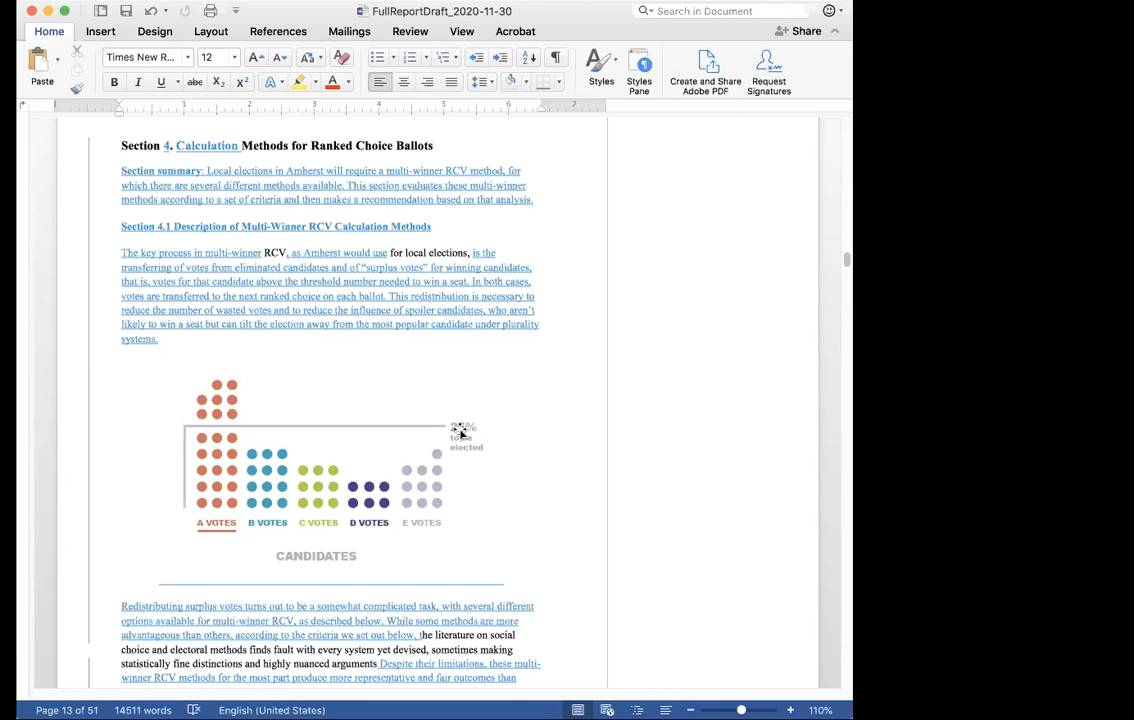 FullReportDraft_2020-11-30
Search in Document
Home Insert Design Layout References Mailings Review View Acrobat
Share
Paste
Times New R...
12
Styles
Styles Pane
Create and Share Adobe PDF
Request Signatures
1 1 2 3 4 5 6 7
Section 4. Calculation Methods for Ranked Choice Ballots
Section summary: Local elections in Amherst will require a multi-winner RCV method, for
which there are several different methods available. This section evaluates these multi-winner
methods according to a set of criteria and then makes a recommendation based on that analysis.
Section 4.1 Description of Multi-Winner RCV Calculation Methods
The key process in multi-winner RCV, as Amherst would use for local elections, is the
transferring of votes from eliminated candidates and of “surplus votes” for winning candidates,
that is, votes for that candidate above the threshold number needed to win a seat. In both cases,
votes are transferred to the next ranked choice on each ballot. This redistribution is necessary to
reduce the number of wasted votes and to reduce the influence of spoiler candidates, who aren’t
likely to win a seat but can tilt the election away from the most popular candidate under plurality
systems.
to be
elected
A VOTES B VOTES C VOTES D VOTES E VOTES
CANDIDATES
Redistributing surplus votes turns out to be a somewhat complicated task, with several different
options available for multi-winner RCV, as described below. While some methods are more
advantageous than others, according to the criteria we set out below, the literature on social
choice and electoral methods finds fault with every system yet devised, sometimes making
statistically fine distinctions and highly nuanced arguments Despite their limitations, these multi-
winner RCV methods for the most part produce more representative and fair outcomes than
Page 13 of 51 14511 words English (United States) 110%